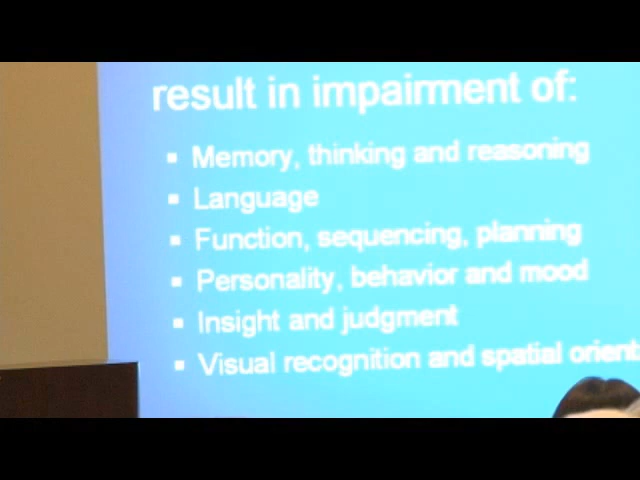 result in impairment of:
Memory, thinking and reasoning
Language
Function, sequencing, planning
Personality, behavior and mood
Insight and judgment
Visual recognition and spatial orient